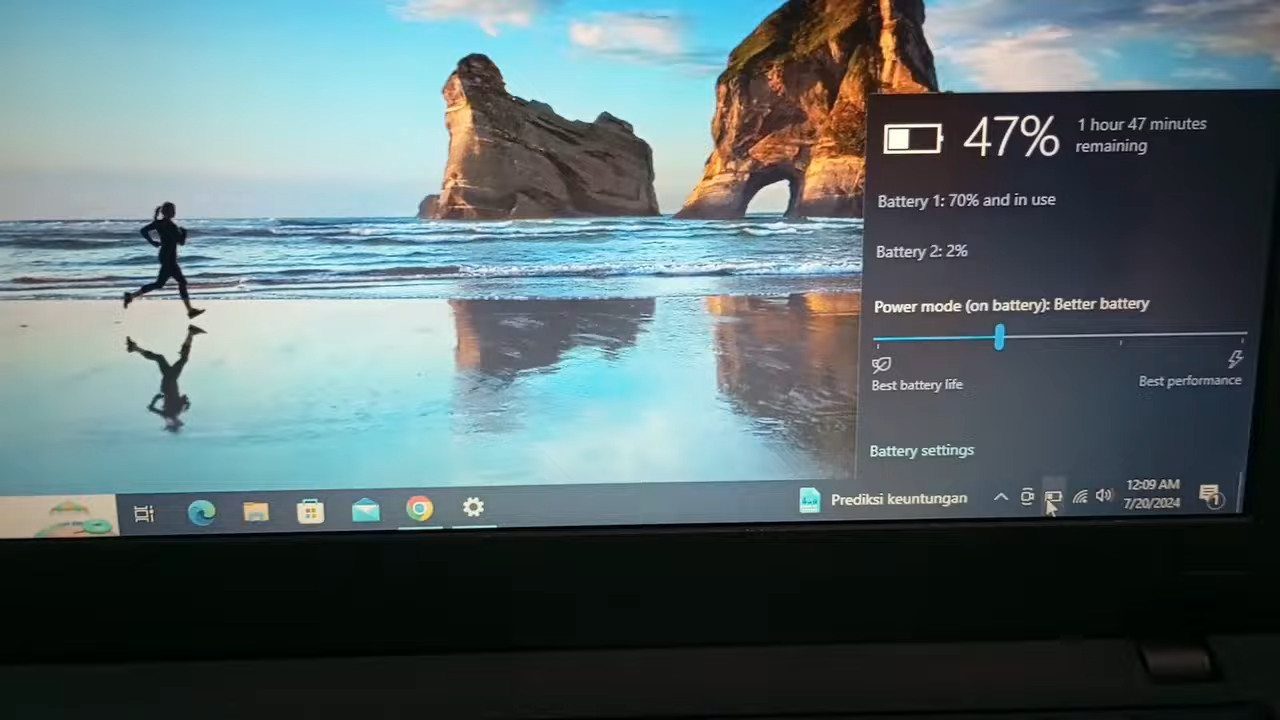 47%
1 hour 47 minutes
remaining
Battery 1: 70% and in use
Battery 2: 2%
Power mode (on battery): Better battery
Best battery life
Best performance
Battery settings
Prediksi keuntungan
12:09 AM
7/20/2024
1